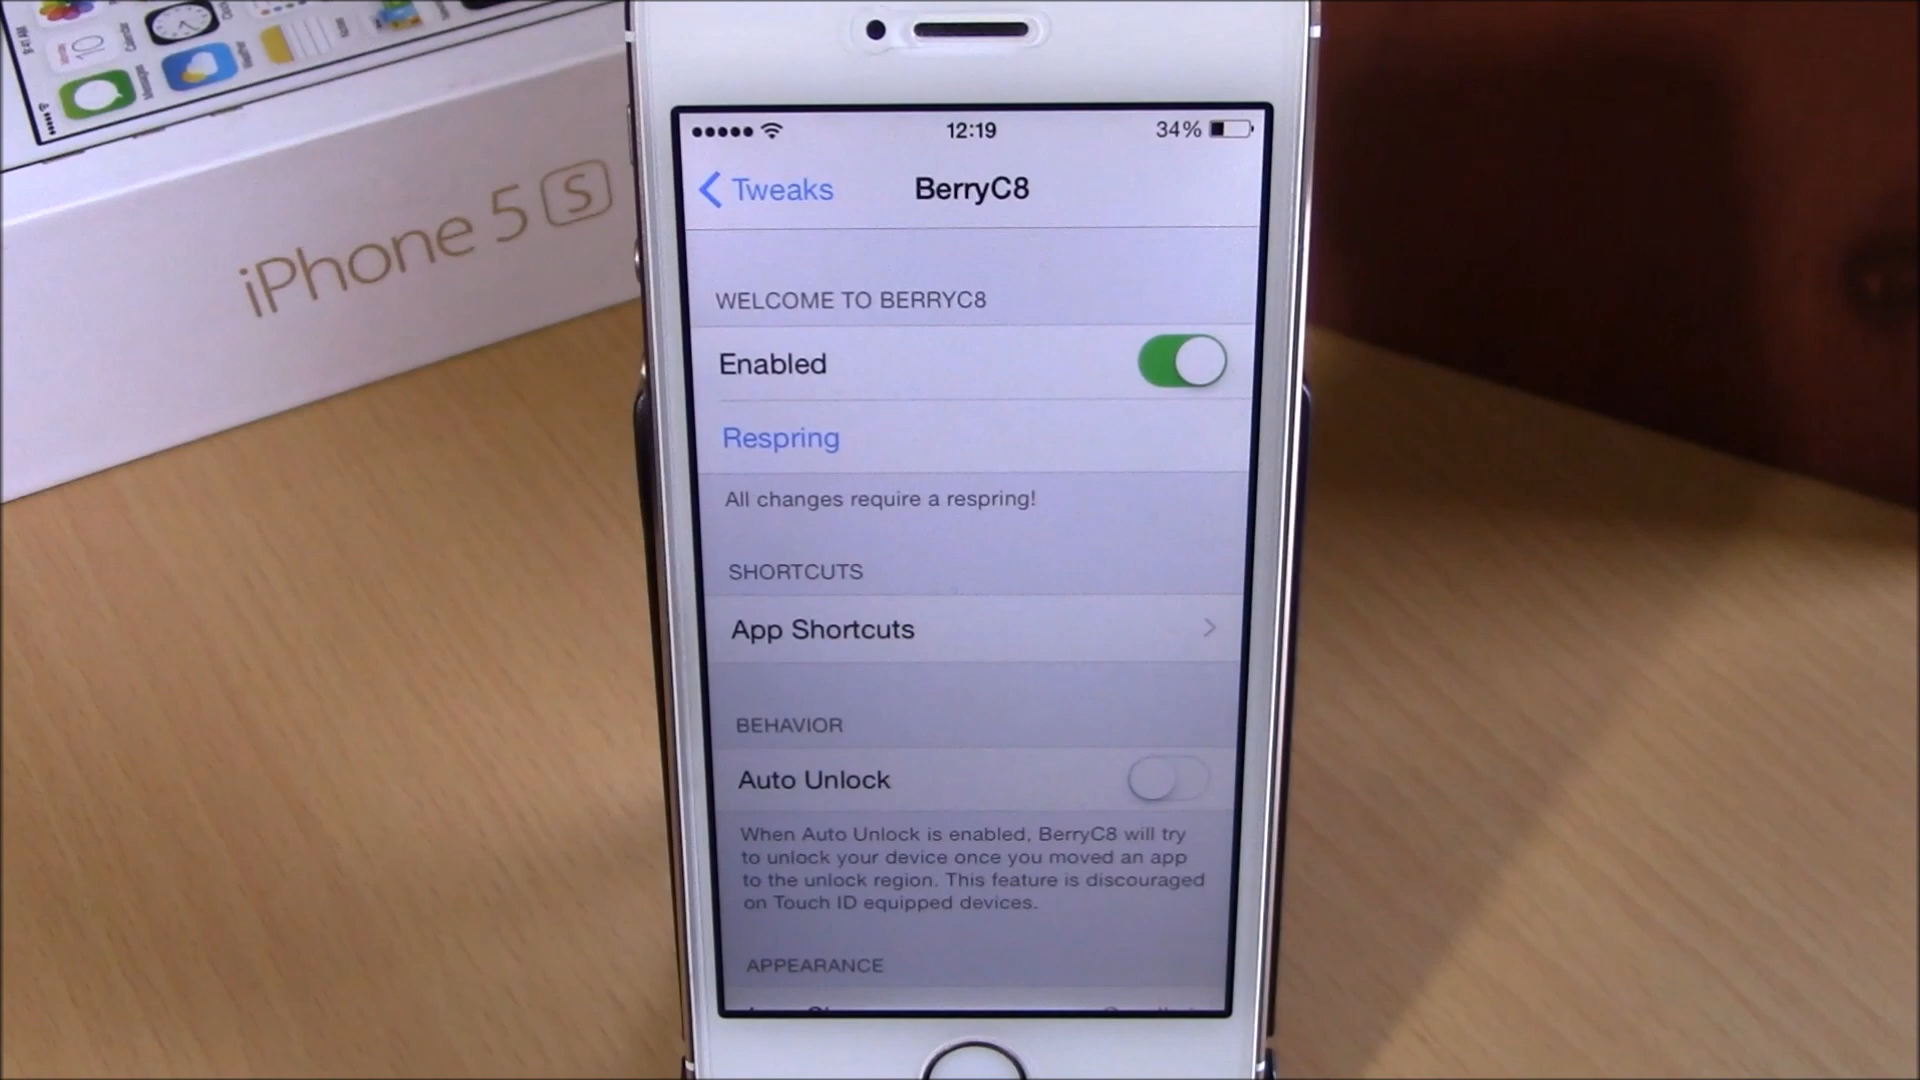 iPhone 5 S
12:19
34%
Tweaks
BerryC8
WELCOME TO BERRYC8
Enabled
Respring
All changes require a respring!
SHORTCUTS
App Shortcuts
BEHAVIOR
Auto Unlock
When Auto Unlock is enabled, BerryC8 will try
to unlock your device once you moved an app
to the unlock region. This feature is discouraged
on Touch ID equipped devices.
APPEARANCE